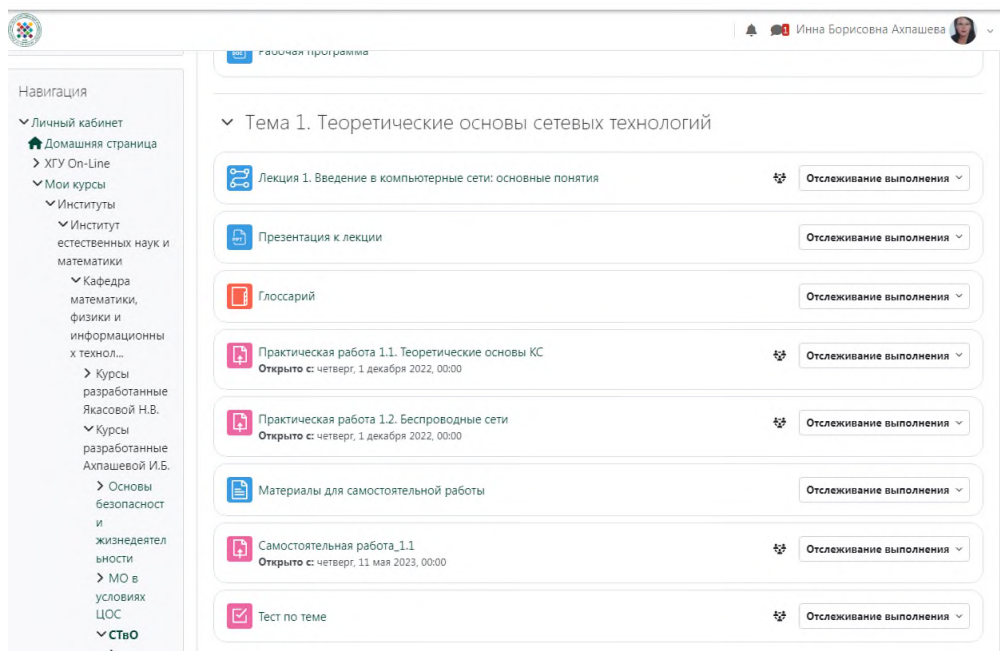 1 Инна Борисовна Ахпашева
Рабочая программа
Навигация
Личный кабинет
Домашняя страница
ХГУ On-Line
Мои курсы
Институты
Институт
естественных наук и
математики
Кафедра
математики,
физики и
информационны
х технол...
Курсы
разработанные
Якасовой Н.В.
Курсы
разработанные
Ахпашевой И.Б.
Основы
безопасност
и
жизнедеятел
ьности
МО в
условиях
ЦОС
СТвО
Тема 1. Теоретические основы сетевых технологий
Лекция 1. Введение в компьютерные сети: основные понятия
Отслеживание выполнения
Презентация к лекции
Отслеживание выполнения
Глоссарий
Отслеживание выполнения
Практическая работа 1.1. Теоретические основы КС
Открыто с: четверг, 1 декабря 2022, 00:00
Отслеживание выполнения
Практическая работа 1.2. Беспроводные сети
Открыто с: четверг, 1 декабря 2022, 00:00
Отслеживание выполнения
Материалы для самостоятельной работы
Отслеживание выполнения
Самостоятельная работа_1.1
Открыто с: четверг, 11 мая 2023, 00:00
Отслеживание выполнения
Тест по теме
Отслеживание выполнения